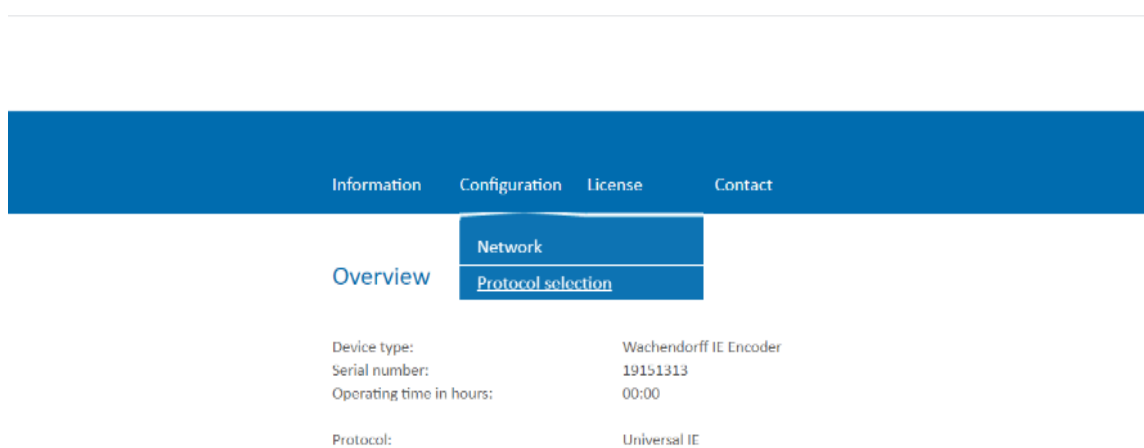 Information Configuration License Contact
Network
Overview
Protocol selection
Device type: Wachendorff IE Encoder
Serial number: 19151313
Operating time in hours: 00:00
Protocol: Universal IE